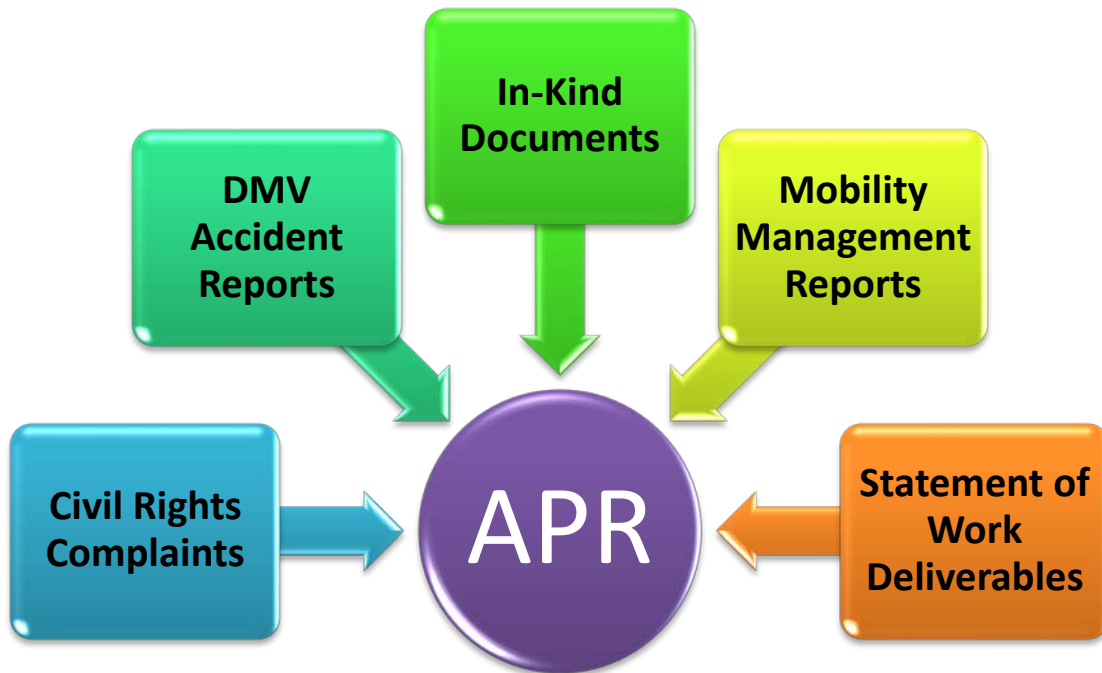 In-Kind
Documents
DMV
Accident
Reports
Mobility
Management
Reports
Civil Rights
Complaints
APR
Statement of
Work
Deliverables